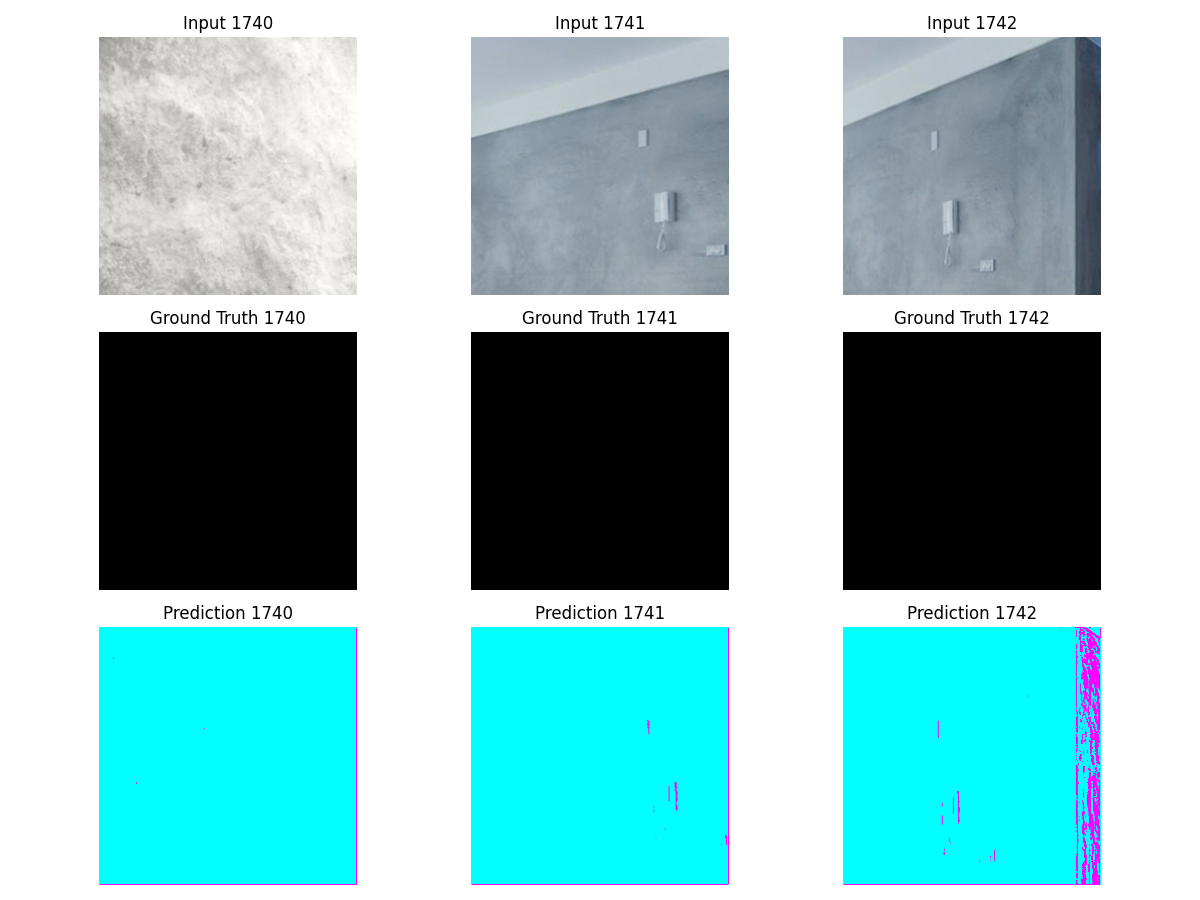 Input 1740
Input 1741
Input 1742
Ground Truth 1740
Ground Truth 1741
Ground Truth 1742
Prediction 1740
Prediction 1741
Prediction 1742